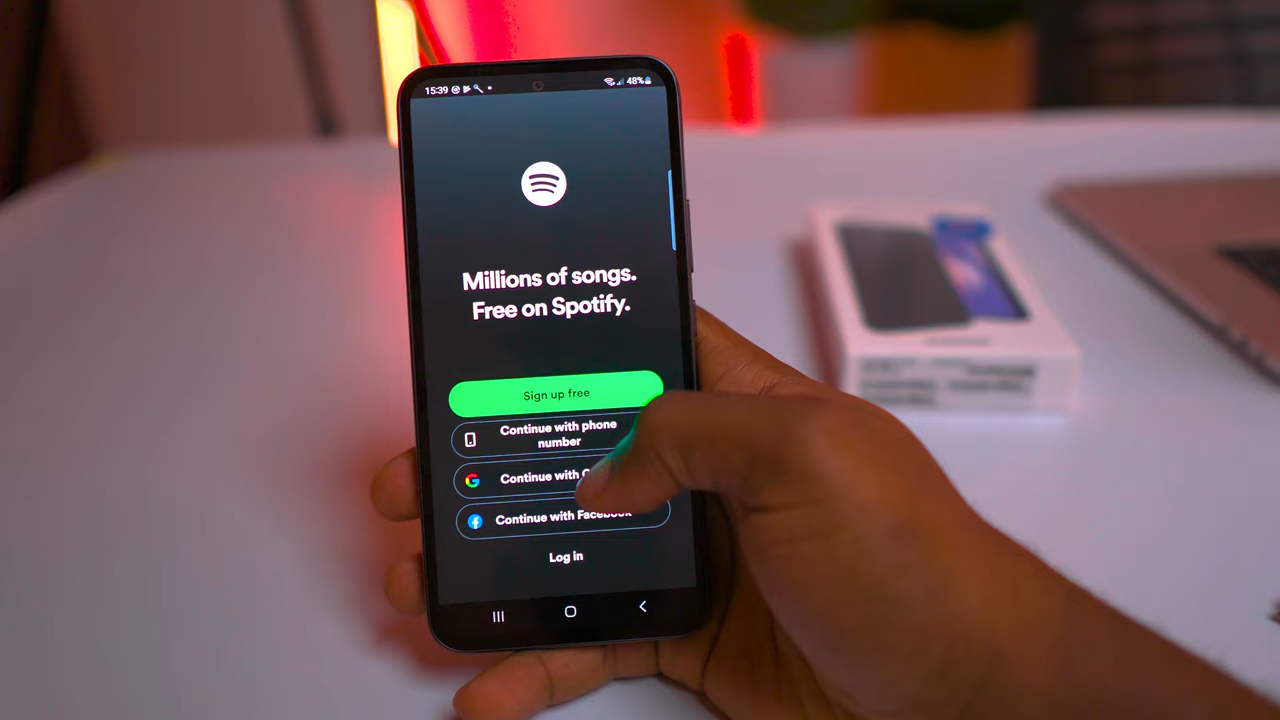 15:39 48%
Millions of songs.
Free on Spotify.
Sign up free
Continue with phone
number
Continue with
Continue with Facebook
Log in